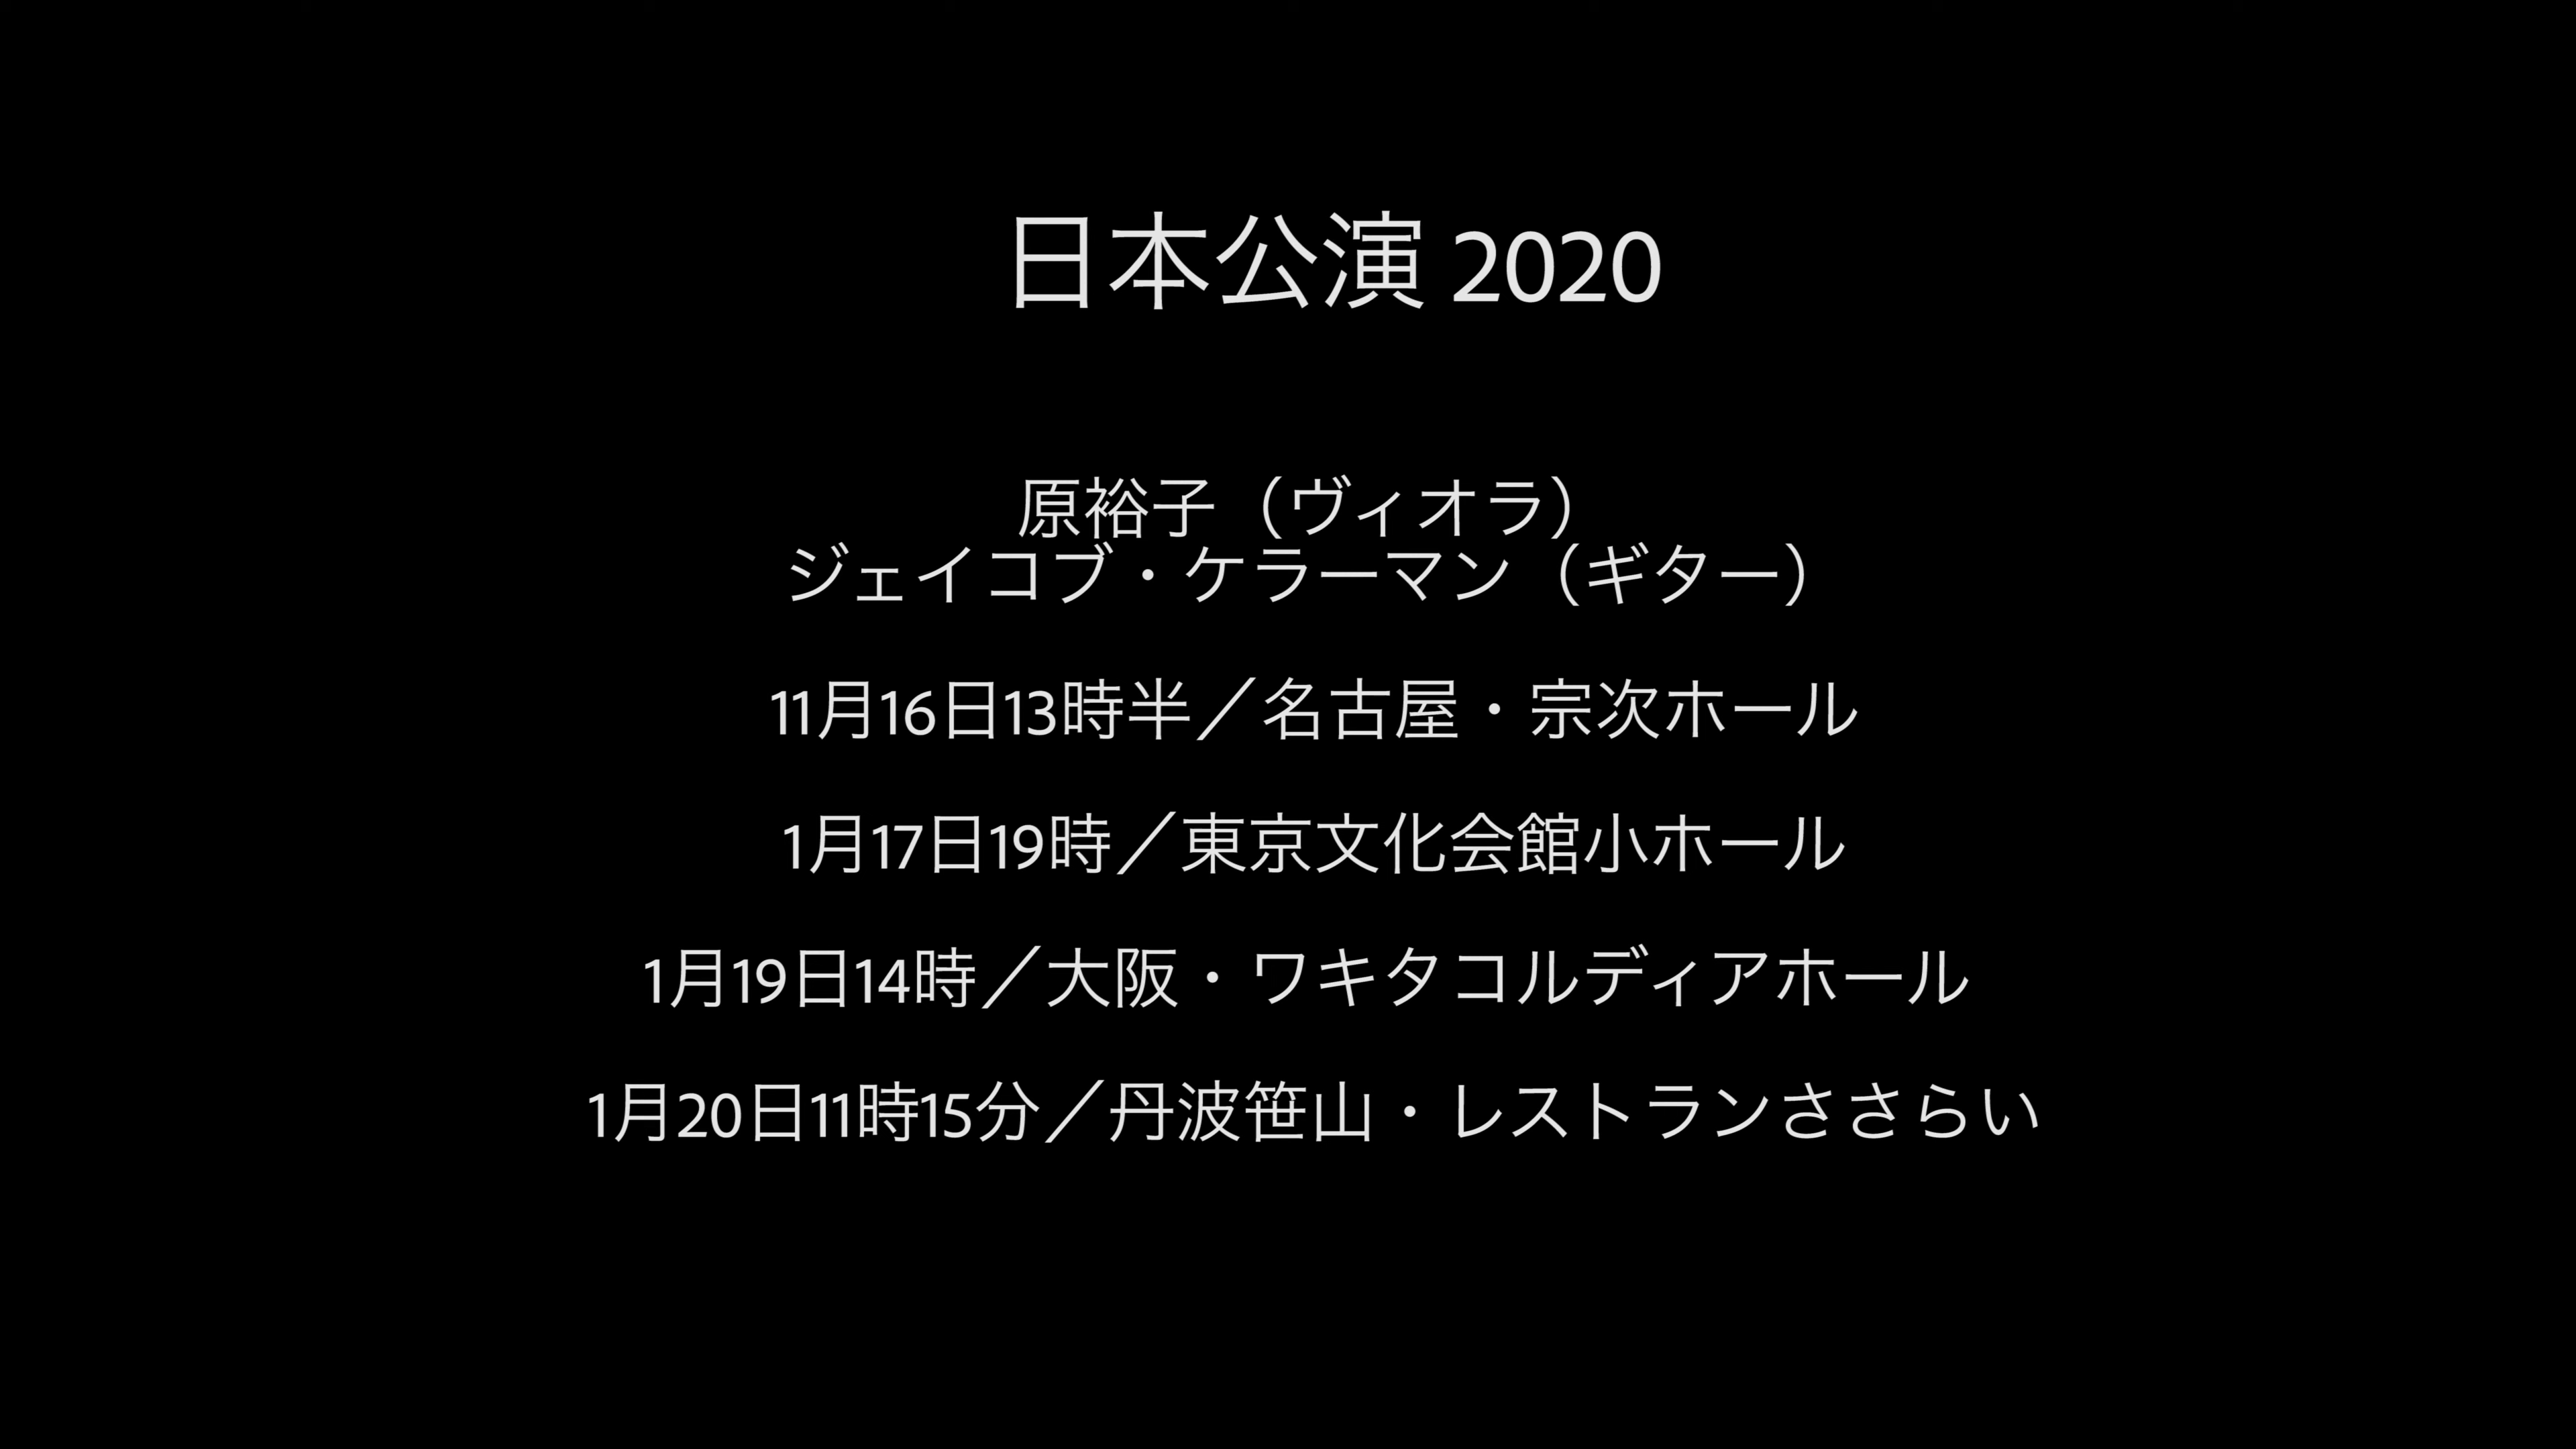 日本公演 2020
原裕子（ヴィオラ）
ジェイコブ・ケラーマン（ギター）
11月16日13時半／名古屋・宗次ホール
1月17日19時／東京文化会館小ホール
1月19日14時／大阪・ワキタコルディアホール
1月20日11時15分／丹波笹山・レストランささらい